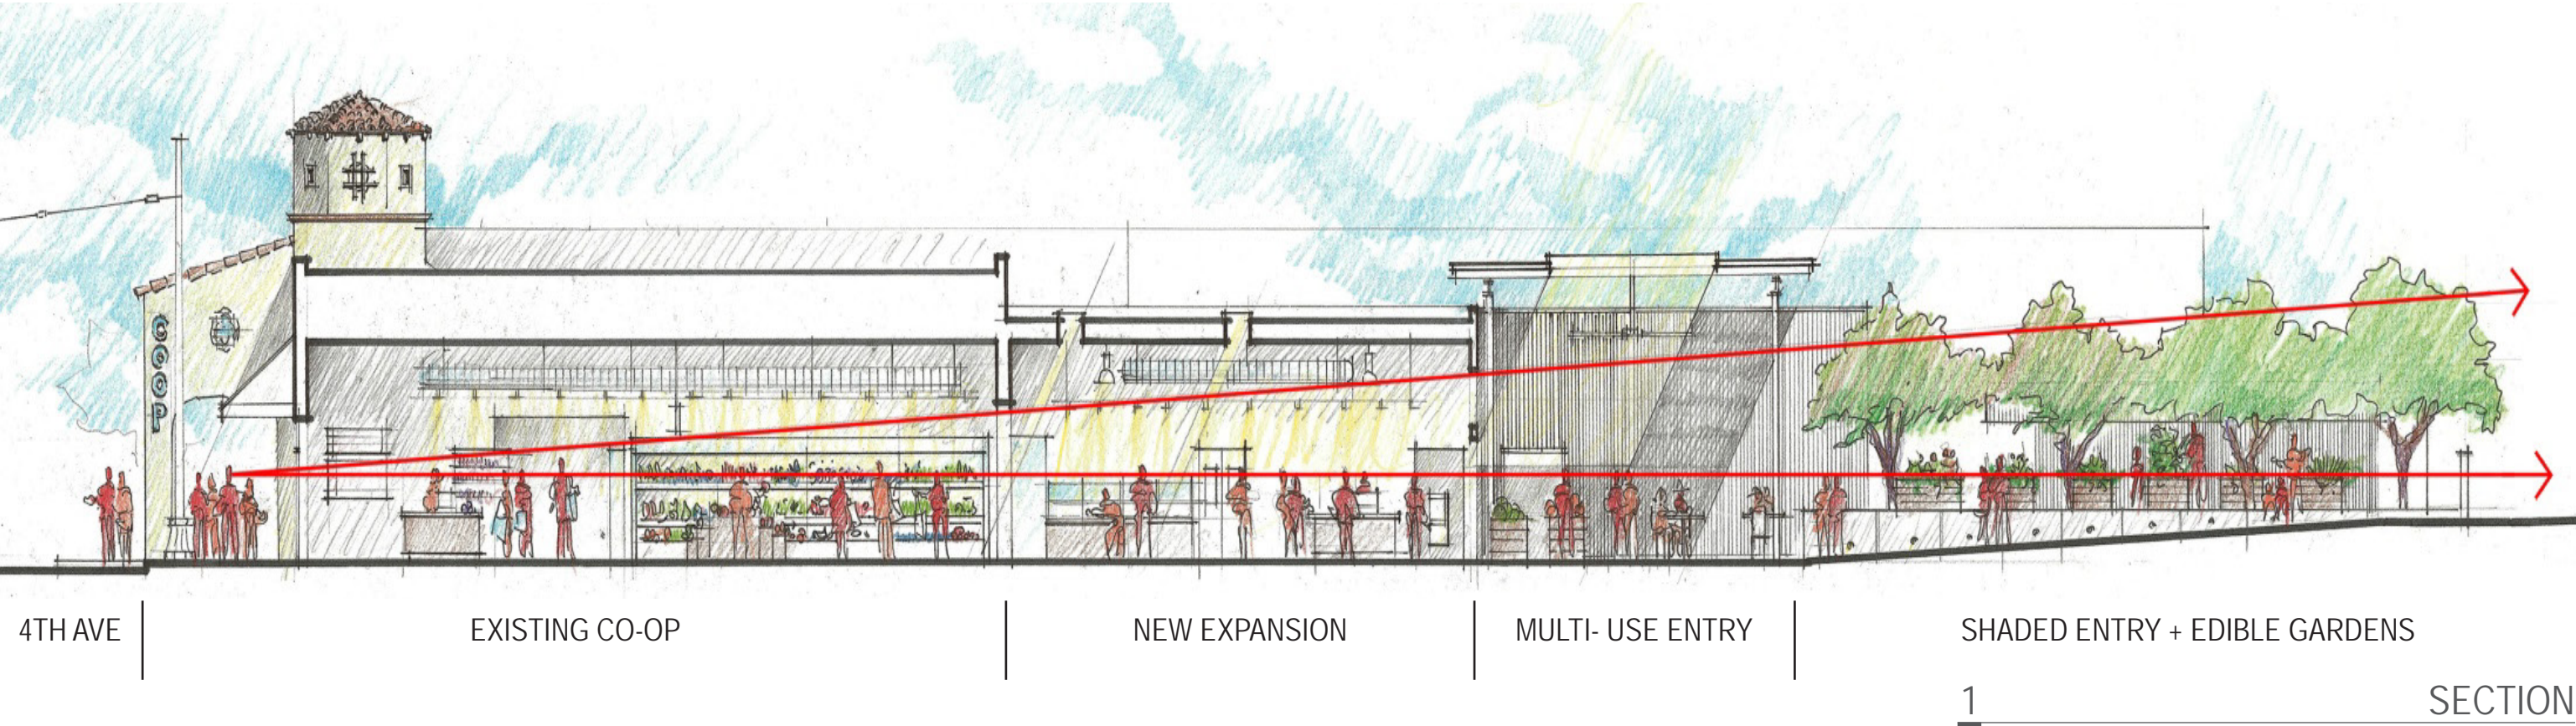 COOP
4TH AVE
EXISTING CO-OP
NEW EXPANSION
MULTI- USE ENTRY
SHADED ENTRY + EDIBLE GARDENS
1 SECTION